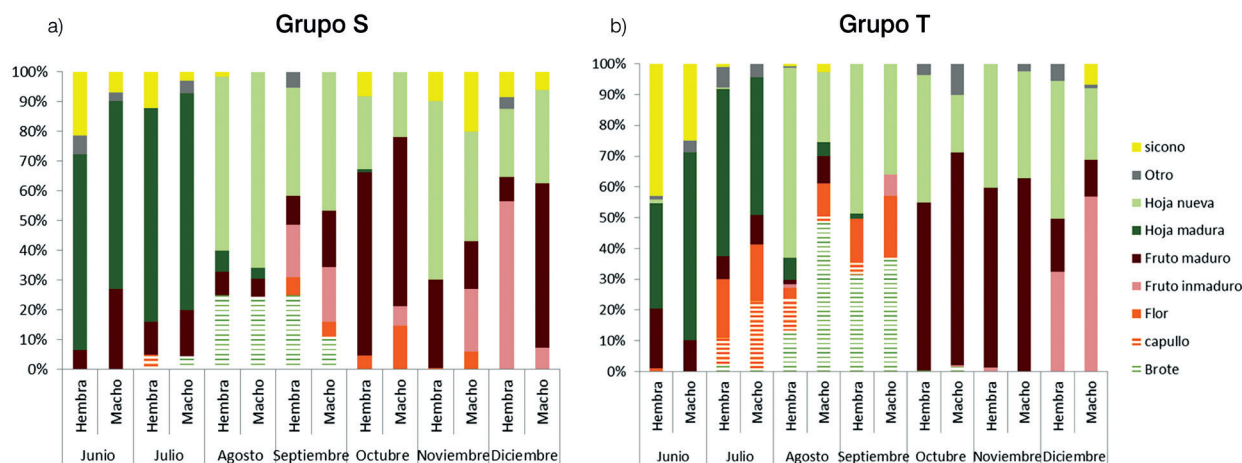 a)
Grupo S
100%
90%
80%
70%
60%
50%
40%
30%
20%
10%
0%
Hembra Macho Hembra Macho Hembra Macho Hembra Macho Hembra Macho Hembra Macho Hembra Macho
Junio Julio Agosto Septiembre Octubre Noviembre Diciembre
b)
Grupo T
100%
90%
80%
70%
60%
50%
40%
30%
20%
10%
0%
Hembra Macho Hembra Macho Hembra Macho Hembra Macho Hembra Macho Hembra Macho Hembra Macho
Junio Julio Agosto Septiembre Octubre Noviembre Diciembre
sicono
Otro
Hoja nueva
Hoja madura
Fruto maduro
Fruto inmaduro
Flor
capullo
Brote